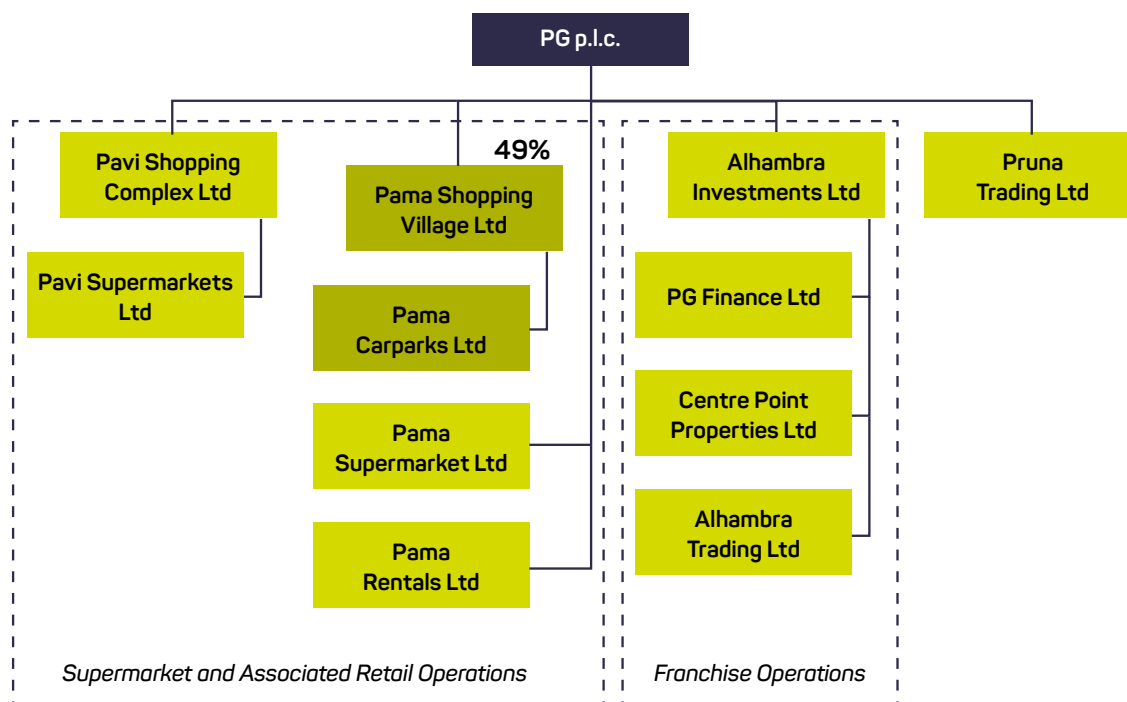 PG p.l.c.
Pavi Shopping
Complex Ltd
Pavi Supermarkets
Ltd
49%
Pama Shopping
Village Ltd
Pama
Carparks Ltd
Pama
Supermarket Ltd
Pama
Rentals Ltd
Supermarket and Associated Retail Operations
Alhambra
Investments Ltd
PG Finance Ltd
Centre Point
Properties Ltd
Alhambra
Trading Ltd
Franchise Operations
Pruna
Trading Ltd